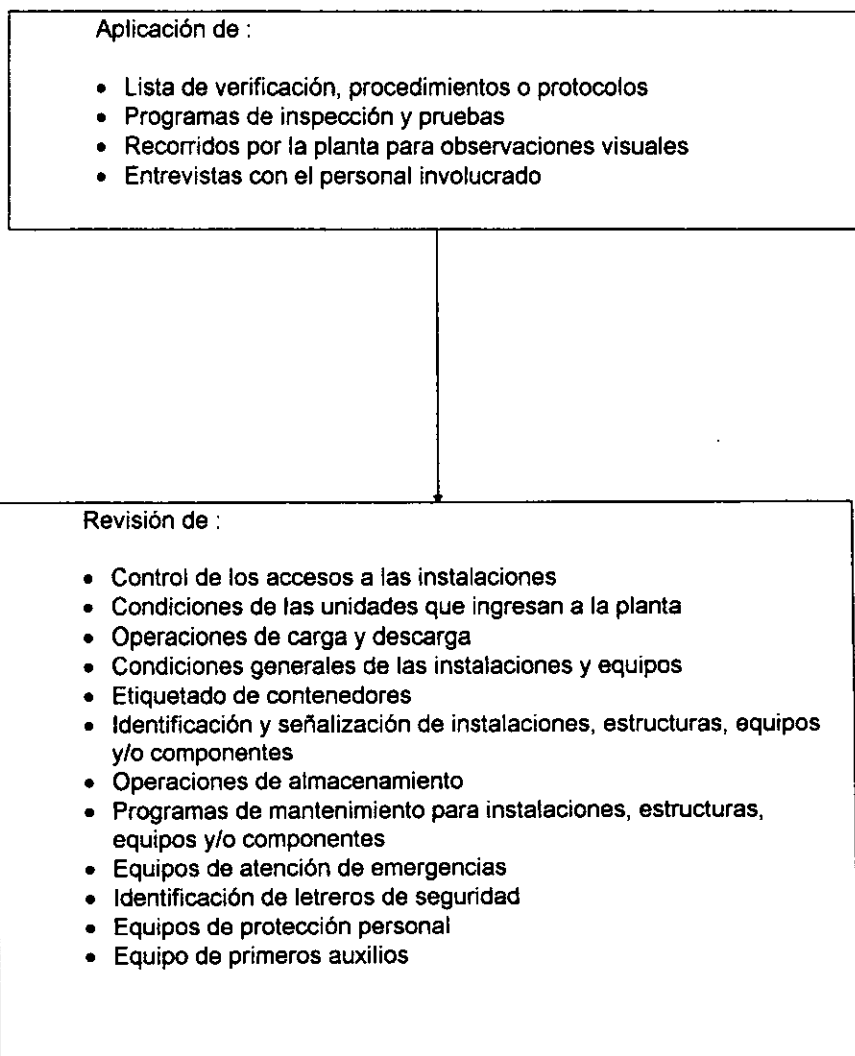 Aplicación de :
• Lista de verificación, procedimientos o protocolos
• Programas de inspección y pruebas
• Recorridos por la planta para observaciones visuales
• Entrevistas con el personal involucrado
Revisión de :
• Control de los accesos a las instalaciones
• Condiciones de las unidades que ingresan a la planta
• Operaciones de carga y descarga
• Condiciones generales de las instalaciones y equipos
• Etiquetado de contenedores
• Identificación y señalización de instalaciones, estructuras, equipos
y/o componentes
• Operaciones de almacenamiento
• Programas de mantenimiento para instalaciones, estructuras,
equipos y/o componentes
• Equipos de atención de emergencias
• Identificación de letreros de seguridad
• Equipos de protección personal
• Equipo de primeros auxilios